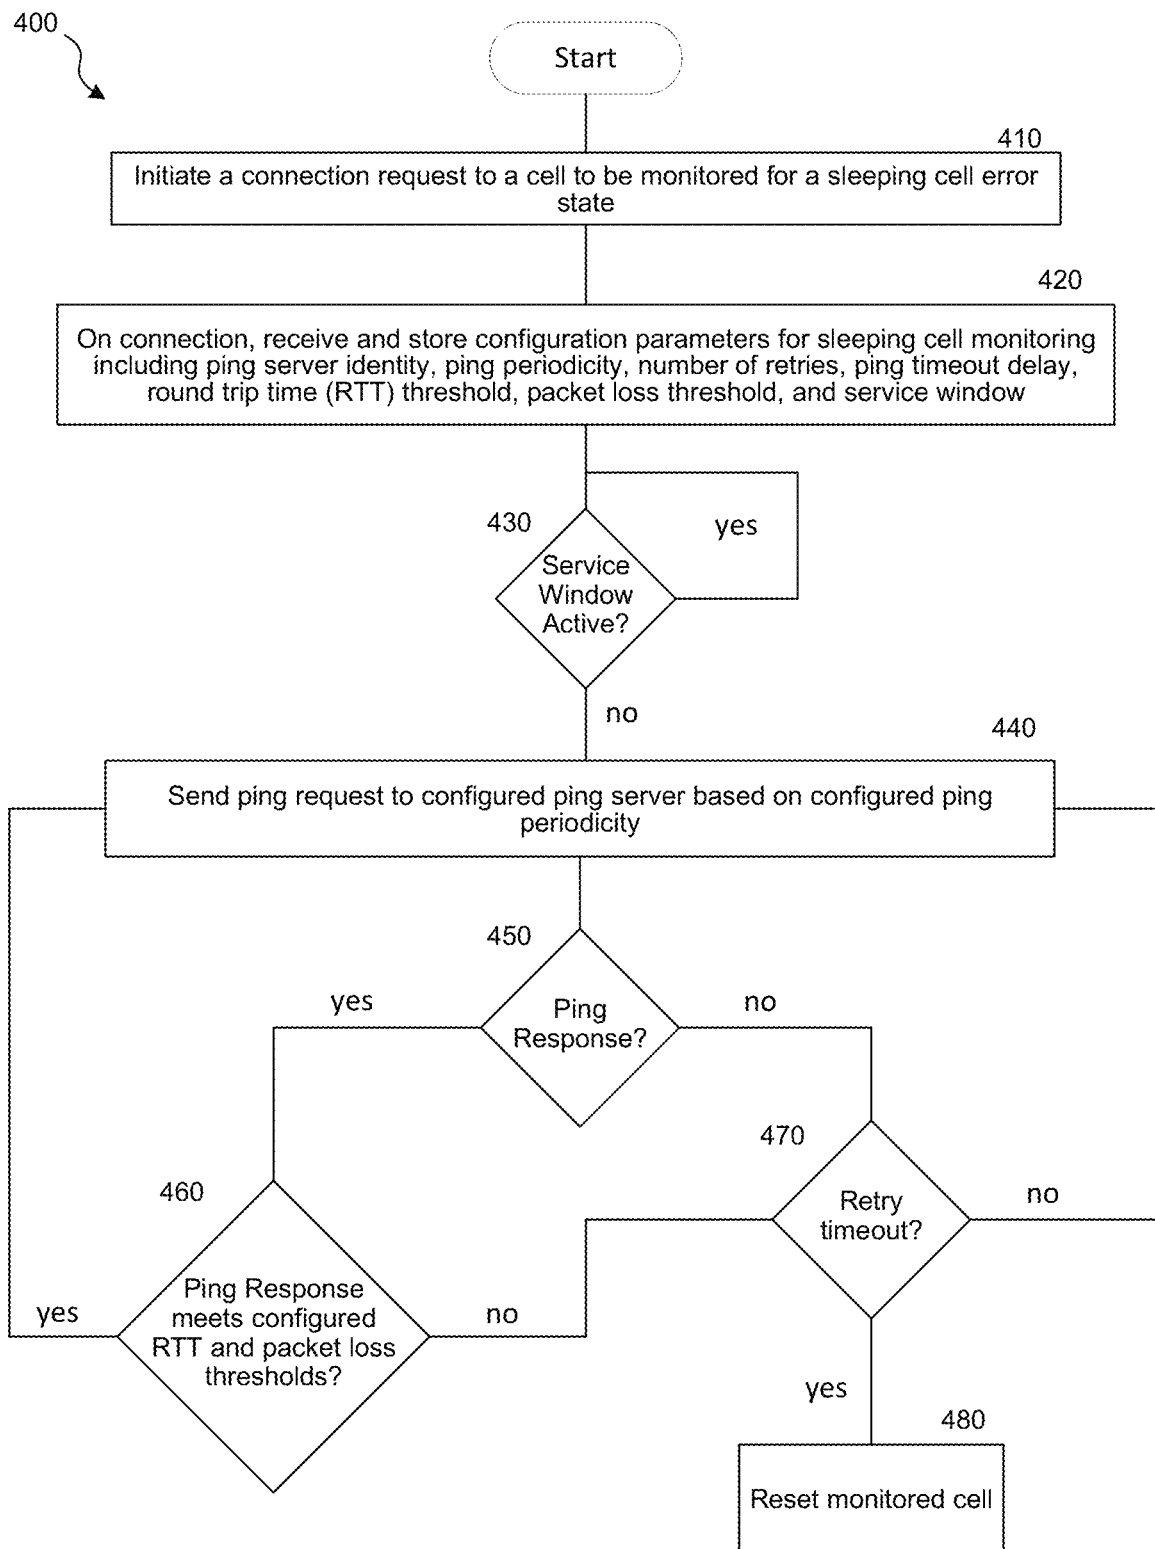 400
Start
410
Initiate a connection request to a cell to be monitored for a sleeping cell error
state
420
On connection, receive and store configuration parameters for sleeping cell monitoring
including ping server identity, ping periodicity, number of retries, ping timeout delay,
round trip time (RTT) threshold, packet loss threshold, and service window
430
yes
Service
Window
Active?
no
440
Send ping request to configured ping server based on configured ping
periodicity
450
yes
no
Ping
Response?
470
460
Retry
timeout?
no
Ping Response
meets configured
RTT and packet loss
thresholds?
yes
no
yes
480
Reset monitored cell